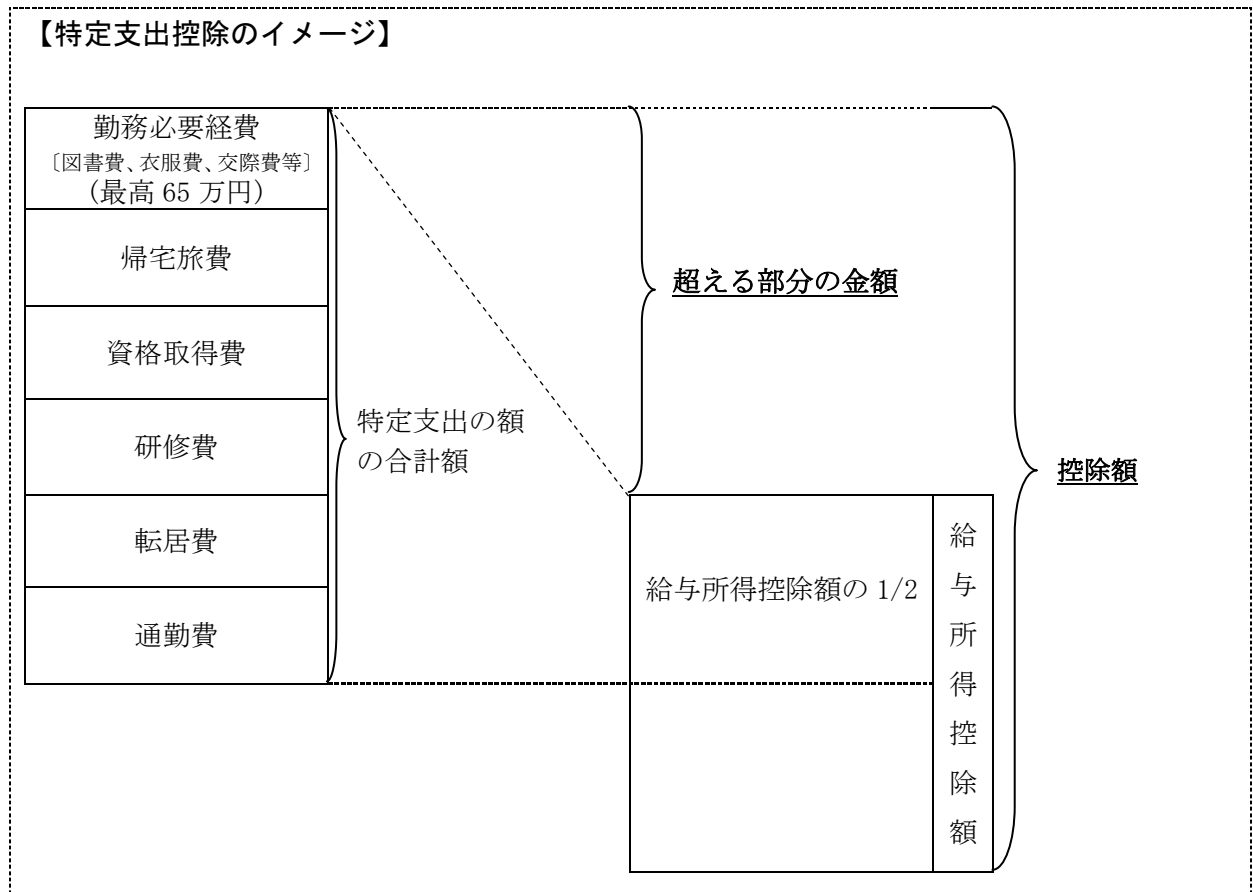 【特定支出控除のイメージ】
勤務必要経費
〔図書費、衣服費、交際費等〕
(最高 65 万円)
帰宅旅費
資格取得費
研修費
転居費
通勤費
特定支出の額
の合計額
超える部分の金額
給与所得控除額の 1/2
給与所得控除額
控除額